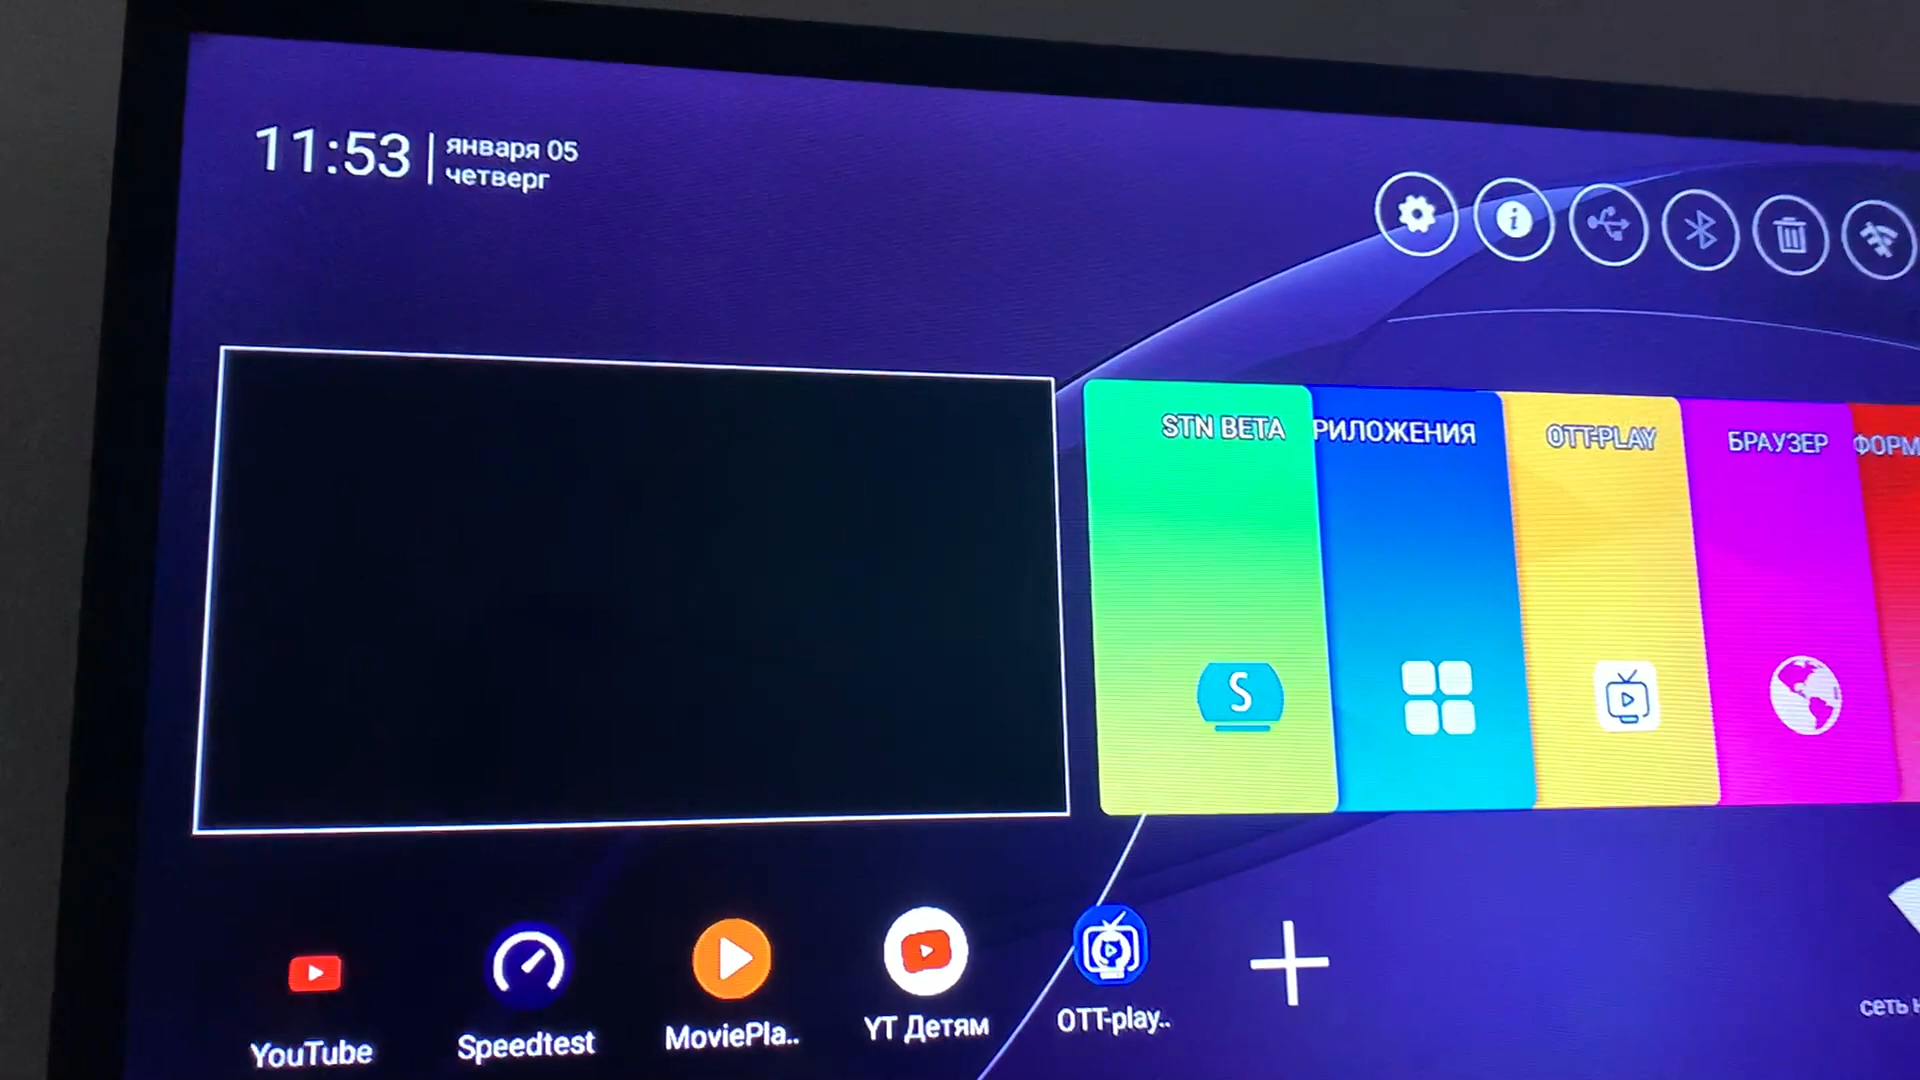 11:53
января 05
четверг
STN BETA
РИЛОЖЕНИЯ
OTT-PLAY
БРАУЗЕР
ФОРМ
S
YouTube
Speedtest
MoviePla..
YT Детям
OTT-play..
сеть